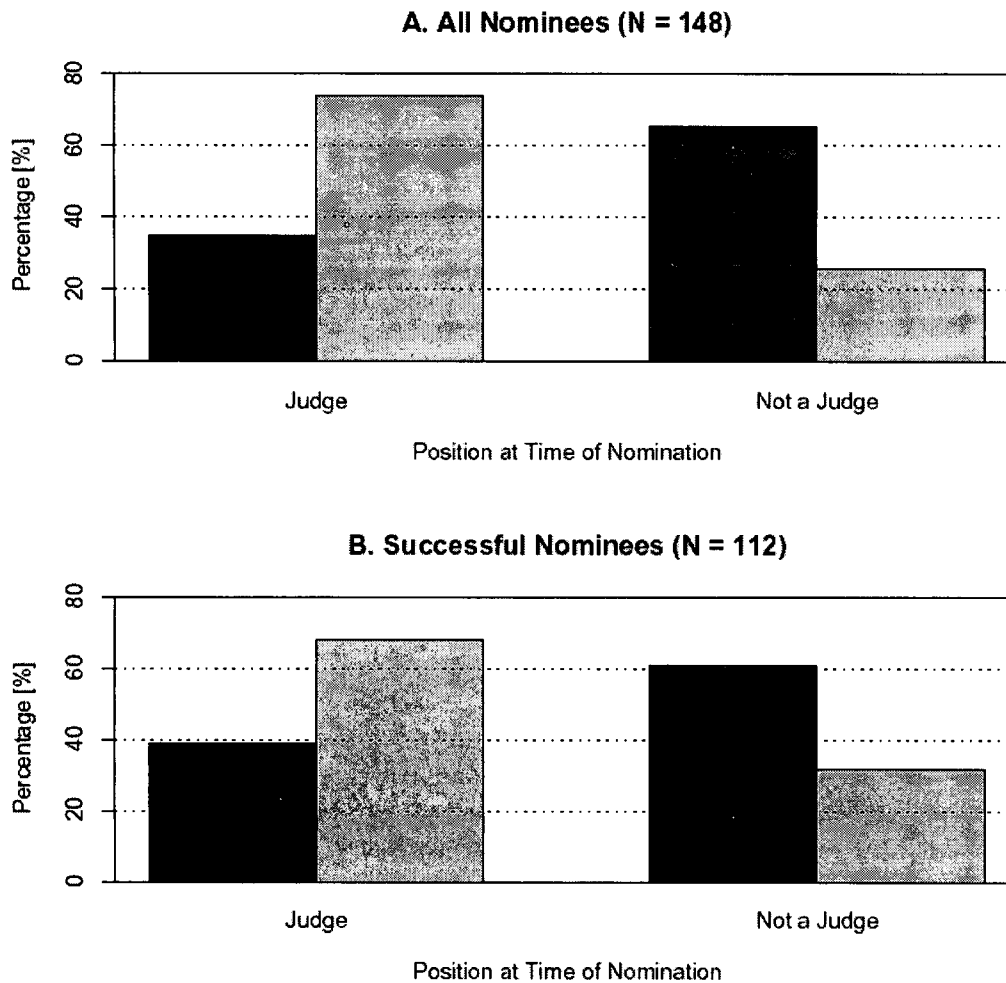 A. All Nominees (N = 148)
Percentage [%]
80
60
40
20
0
Judge
Not a Judge
Position at Time of Nomination
B. Successful Nominees (N = 112)
Percentage [%]
80
60
40
20
0
Judge
Not a Judge
Position at Time of Nomination